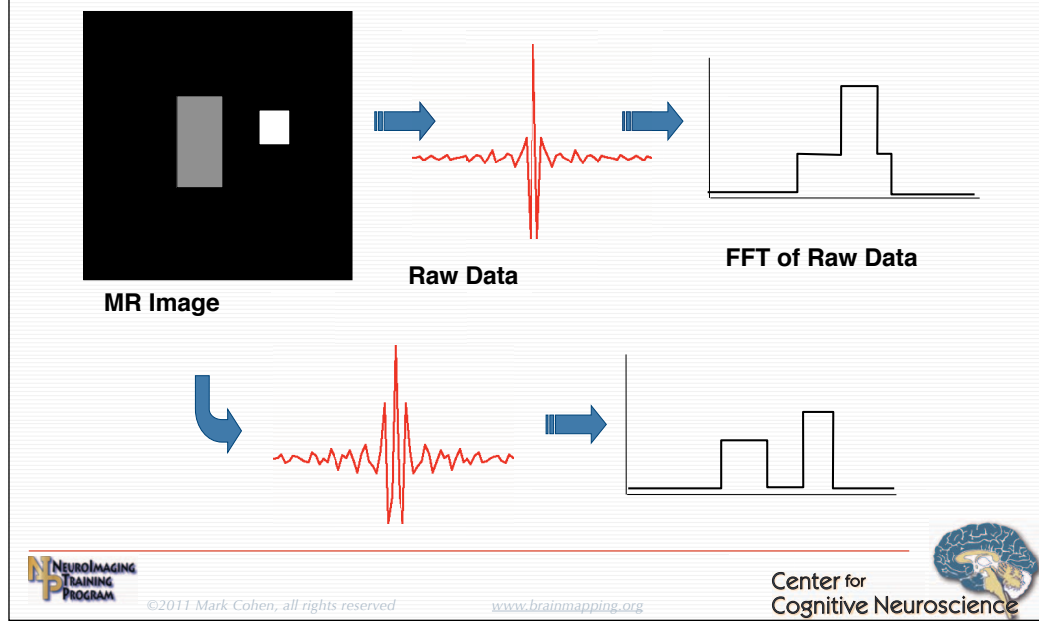 FFT of Raw Data
Raw Data
MR Image
NEUROIMAGING
TRAINING
PROGRAM
NP
©2011 Mark Cohen, all rights reserved
www.brainmapping.org
Center for
Cognitive Neuroscience